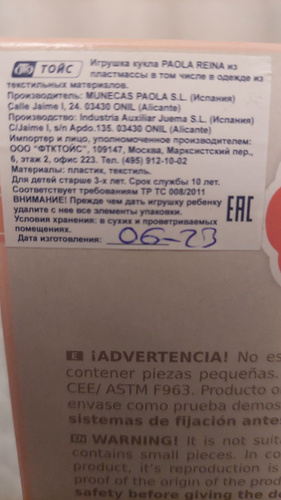 ТОЙС
Игрушка кукла PAOLA REINA из
пластмассы в том числе в одежде из
текстильных материалов.
Производитель: MUNECAS PAOLA S.L. (Испания)
Calle Jaime I, 24. 03430 ONIL (Alicante)
Производство: Industria Auxiliar Juema S.L. (Испания)
C/Jaime I, s/n Apdo.135. 03430 ONIL (Alicante)
Импортер и лицо, уполномоченное производителем:
ООО "ФТКТОЙС", 109147, Москва, Марксистский пер.,
6, этаж 2, офис 223. Тел. (495) 912-10-02
Материалы: пластик, текстиль.
Для детей старше 3-х лет. Срок службы 10 лет.
Соответствует требованиям ТР ТС 008/2011
ВНИМАНИЕ! Прежде чем дать игрушку ребенку
удалите с нее все элементы упаковки.
Условия хранения: в сухих и проветриваемых
помещениях.
Дата изготовления: 06-23
EAC
E ¡ADVERTENCIA! No es
contener piezas pequeñas.
CEE/ ASTM F963. Producto
envase como prueba demos
sistemas de fijación ante
EN WARNING! It is not suit
contains small pieces. In co
product, it's reproduction is
proof of the origin of the prod
safety before giving the do